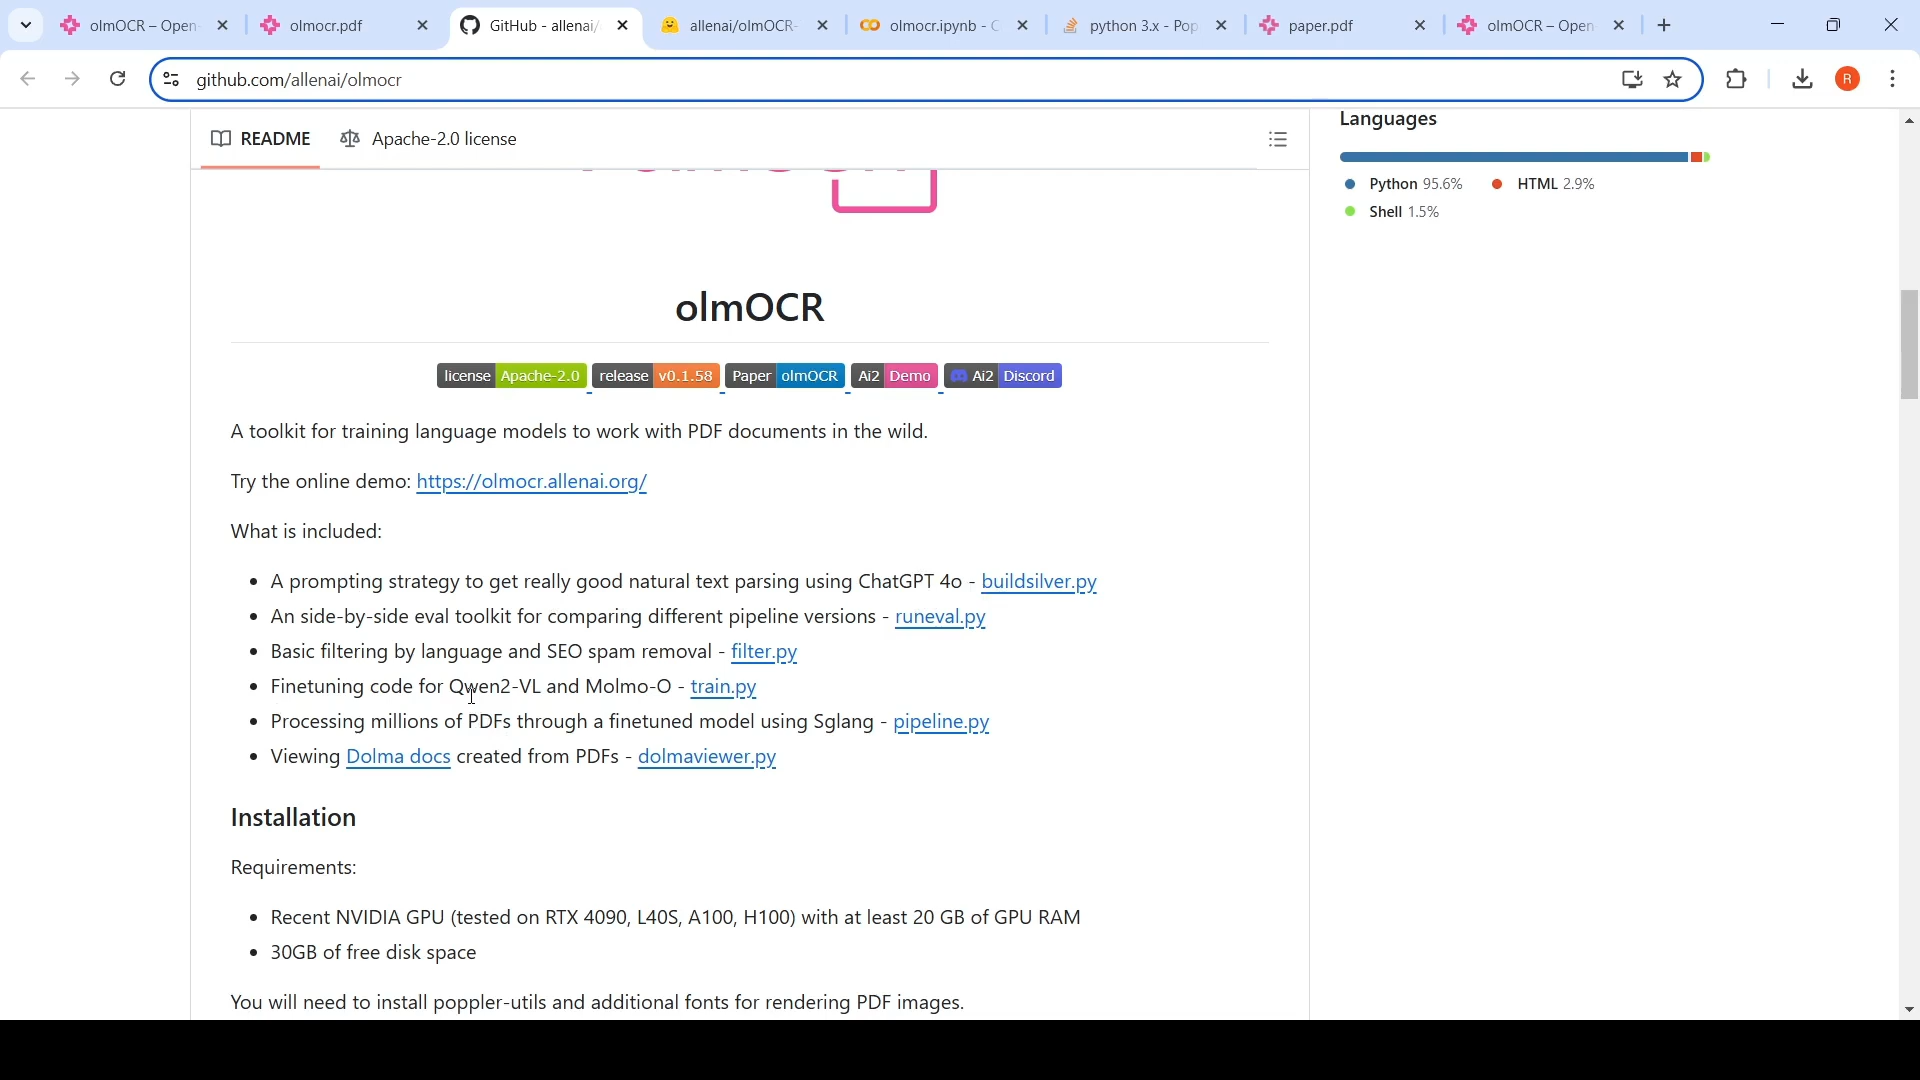 olmOCR – Open-
olmocr.pdf
GitHub - allenai/
allenai/olmOCR-
olmocr.ipynb - C
python 3.x - Pop
paper.pdf
olmOCR – Open
github.com/allenai/olmocr
R
README
Apache-2.0 license
Languages
Python 95.6%
HTML 2.9%
Shell 1.5%
olmOCR
license Apache-2.0 release v0.1.58 Paper olmOCR Ai2 Demo Ai2 Discord
A toolkit for training language models to work with PDF documents in the wild.
Try the online demo: https://olmocr.allenai.org/
What is included:
• A prompting strategy to get really good natural text parsing using ChatGPT 4o - buildsilver.py
• An side-by-side eval toolkit for comparing different pipeline versions - runeval.py
• Basic filtering by language and SEO spam removal - filter.py
• Finetuning code for Qwen2-VL and Molmo-O - train.py
• Processing millions of PDFs through a finetuned model using Sglang - pipeline.py
• Viewing Dolma docs created from PDFs - dolmaviewer.py
Installation
Requirements:
• Recent NVIDIA GPU (tested on RTX 4090, L40S, A100, H100) with at least 20 GB of GPU RAM
• 30GB of free disk space
You will need to install poppler-utils and additional fonts for rendering PDF images.